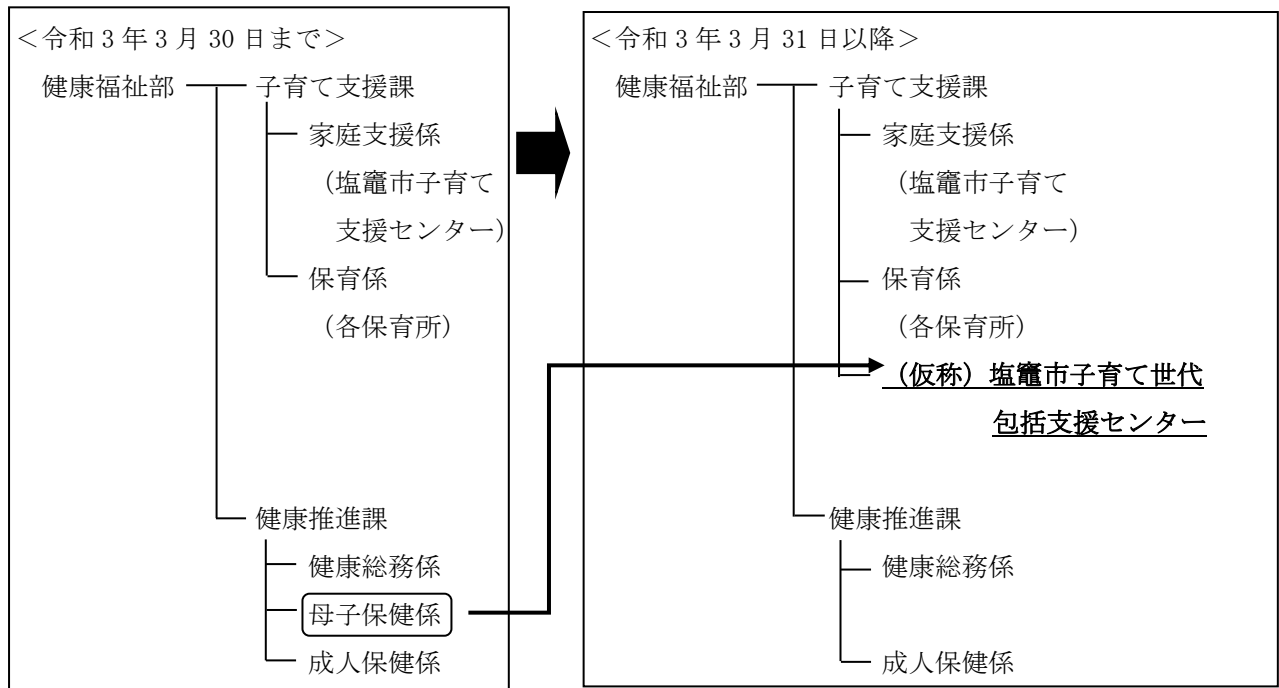 ＜令和3年3月30日まで＞
健康福祉部 子育て支援課
家庭支援係
（塩竈市子育て
支援センター）
保育係
（各保育所）
健康推進課
健康総務係
母子保健係
成人保健係
＜令和3年3月31日以降＞
健康福祉部 子育て支援課
家庭支援係
（塩竈市子育て
支援センター）
保育係
（各保育所）
（仮称）塩竈市子育て世代
包括支援センター
健康推進課
健康総務係
成人保健係